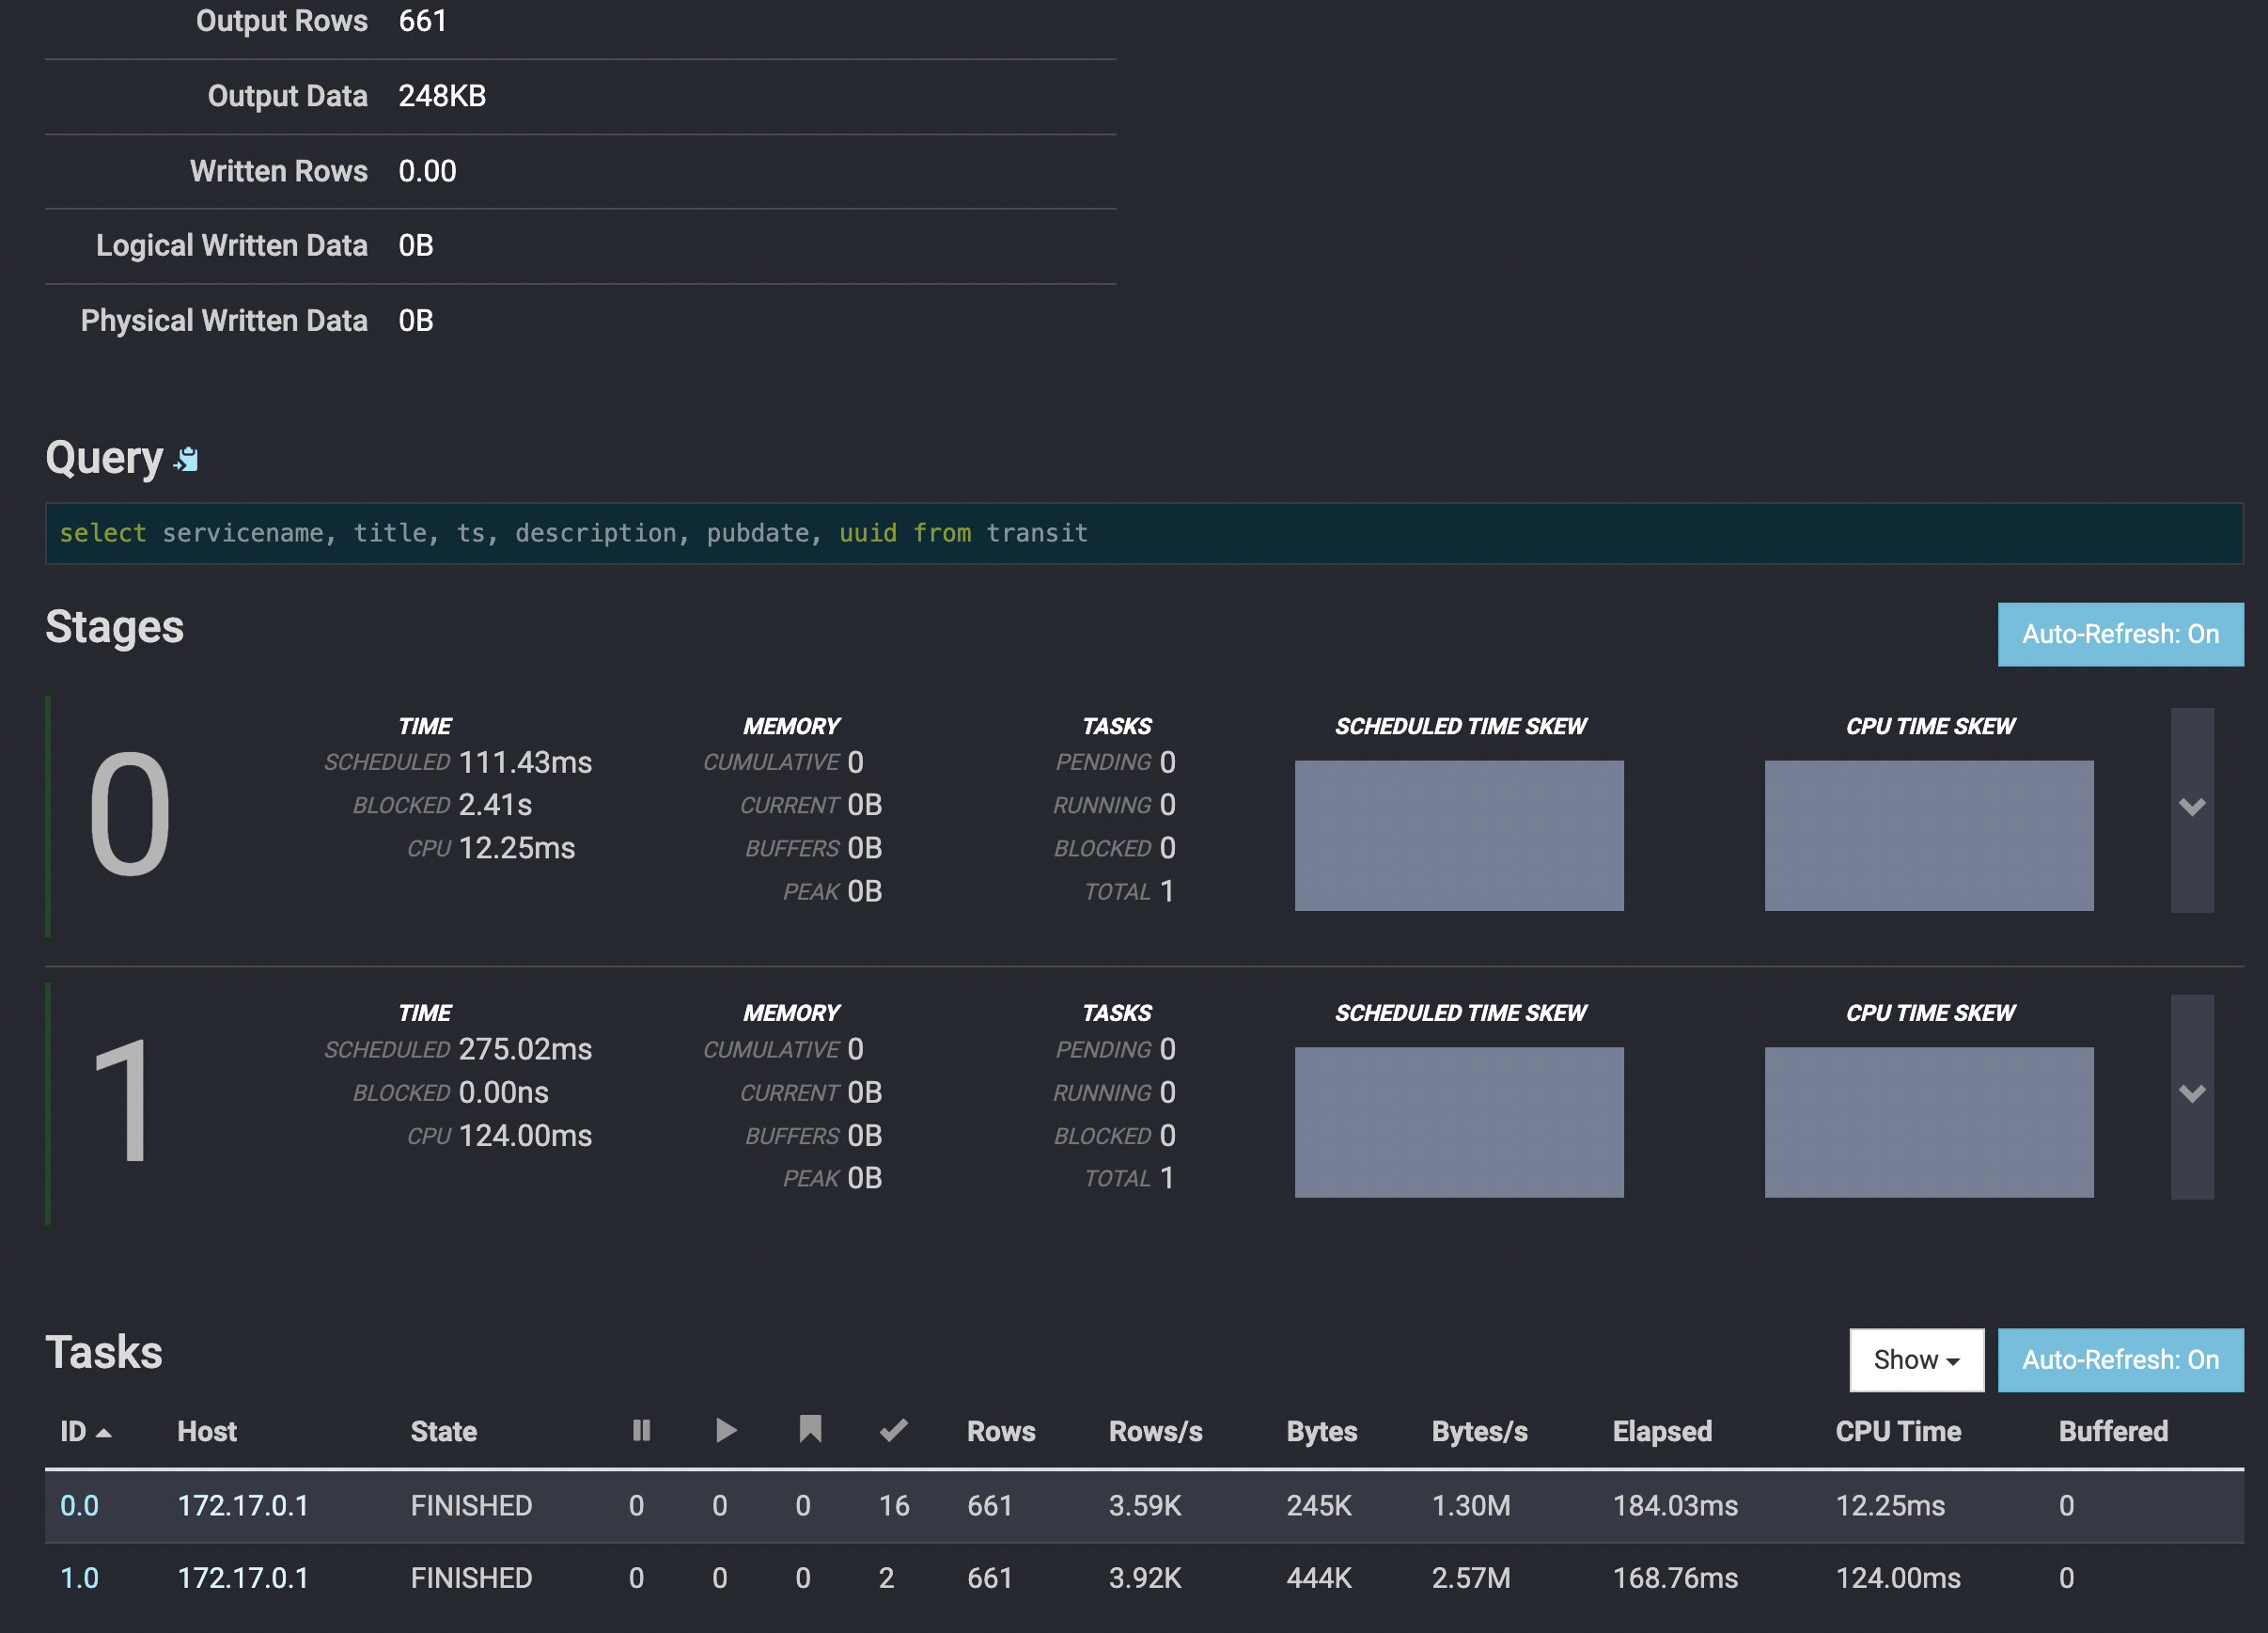 Output Rows 661
Output Data 248KB
Written Rows 0.00
Logical Written Data 0B
Physical Written Data 0B
Query
select servicename, title, ts, description, pubdate, uuid from transit
Stages
Auto-Refresh: On
0
TIME
SCHEDULED 111.43ms
BLOCKED 2.41s
CPU 12.25ms
MEMORY
CUMULATIVE 0
CURRENT 0B
BUFFERS 0B
PEAK 0B
TASKS
PENDING 0
RUNNING 0
BLOCKED 0
TOTAL 1
SCHEDULED TIME SKEW
CPU TIME SKEW
1
TIME
SCHEDULED 275.02ms
BLOCKED 0.00ns
CPU 124.00ms
MEMORY
CUMULATIVE 0
CURRENT 0B
BUFFERS 0B
PEAK 0B
TASKS
PENDING 0
RUNNING 0
BLOCKED 0
TOTAL 1
SCHEDULED TIME SKEW
CPU TIME SKEW
Tasks
Show
Auto-Refresh: On
ID Host State Rows Rows/s Bytes Bytes/s Elapsed CPU Time Buffered
0.0 172.17.0.1 FINISHED 0 0 0 16 661 3.59K 245K 1.30M 184.03ms 12.25ms 0
1.0 172.17.0.1 FINISHED 0 0 0 2 661 3.92K 444K 2.57M 168.76ms 124.00ms 0